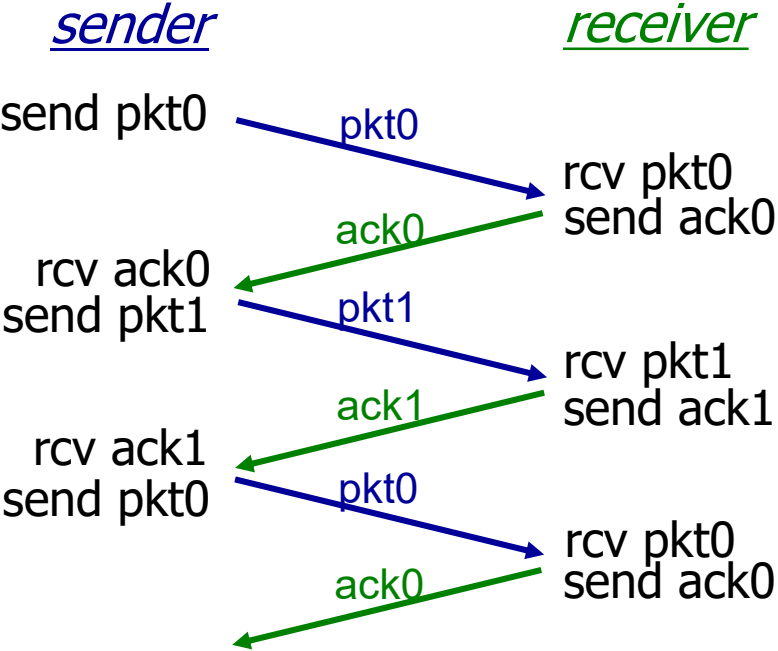 sender
receiver
send pkt0
pkt0
rcv pkt0
send ack0
ack0
rcv ack0
send pkt1
pkt1
rcv pkt1
send ack1
ack1
rcv ack1
send pkt0
pkt0
rcv pkt0
send ack0
ack0